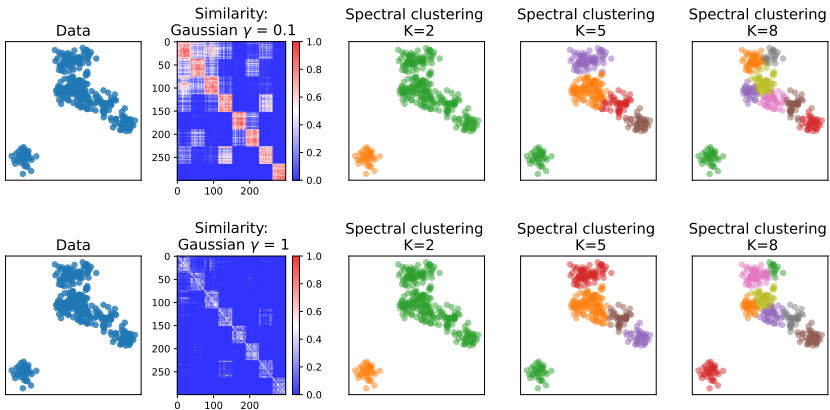 Data
Similarity:
Gaussian γ = 0.1
Spectral clustering
K=2
Spectral clustering
K=5
Spectral clustering
K=8
0
50
100
150
200
250
0 100 200
1.0
0.8
0.6
0.4
0.2
0.0
Data
Similarity:
Gaussian γ = 1
Spectral clustering
K=2
Spectral clustering
K=5
Spectral clustering
K=8
0
50
100
150
200
250
0 100 200
1.0
0.8
0.6
0.4
0.2
0.0